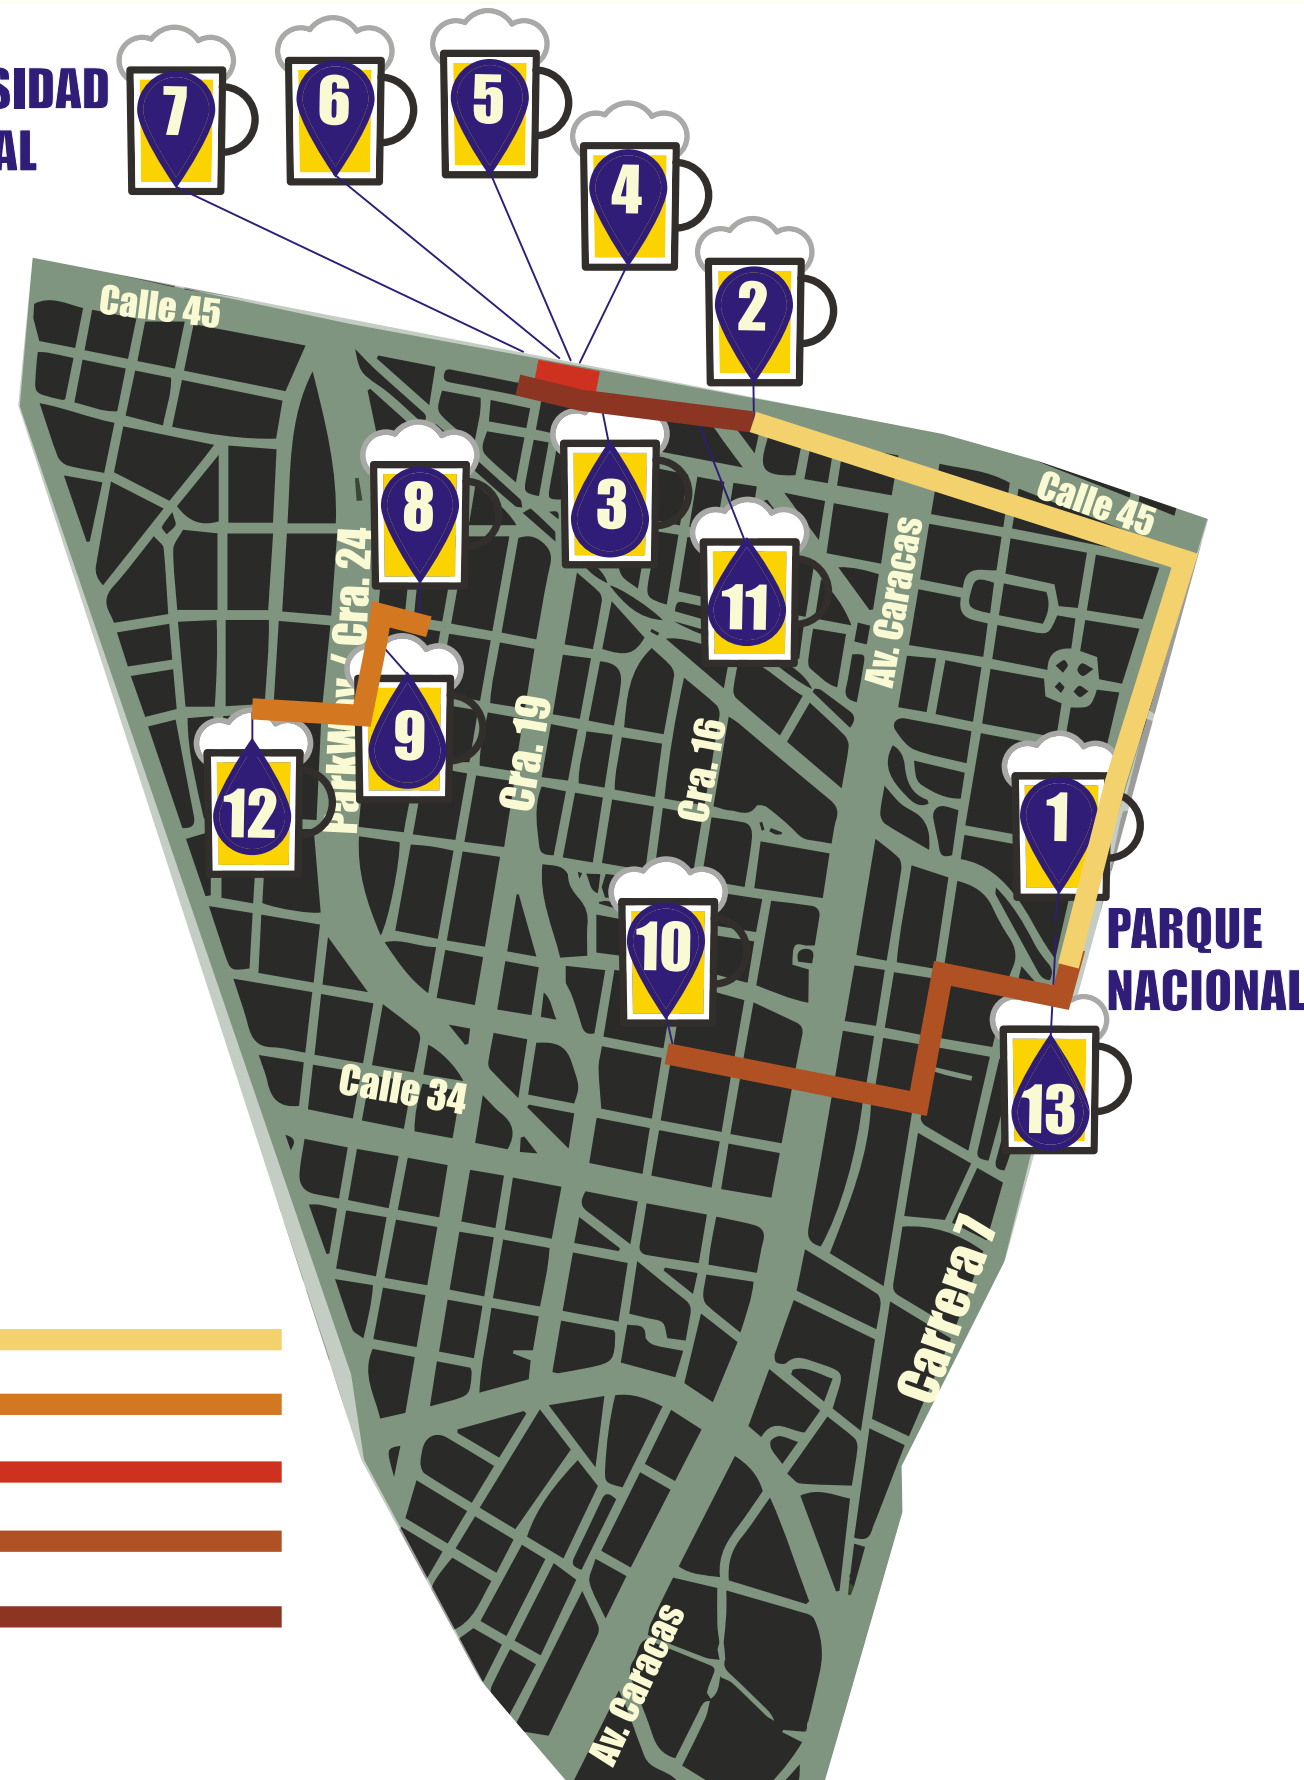 7
6
5
SIDAD
AL
4
2
Calle 45
Calle 45
8
3
11
Parkway / Cra. 24
Av. Caracas
9
Cra. 19
Cra. 16
12
1
10
PARQUE
NACIONAL
13
Calle 34
Carrera 7
Av. Caracas